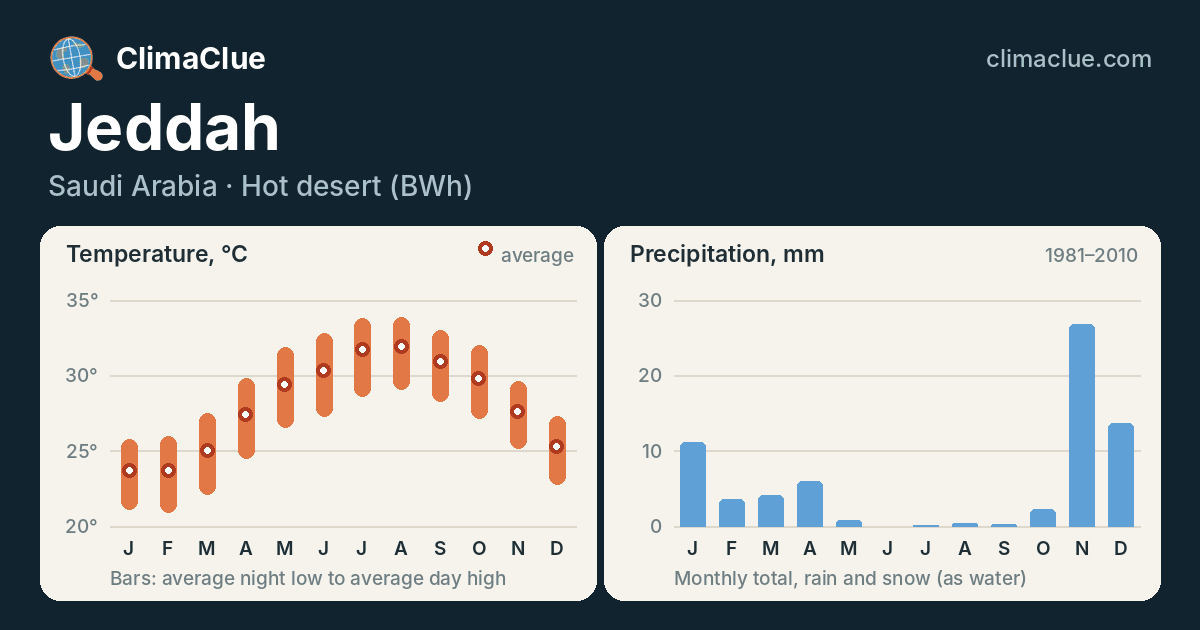 ClimaClue
climaclue.com
Jeddah
Saudi Arabia · Hot desert (BWh)
Temperature, °C
average
35°
30°
25°
20°
J F M A M J J A S O N D
Bars: average night low to average day high
Precipitation, mm
1981–2010
30
20
10
0
J F M A M J J A S O N D
Monthly total, rain and snow (as water)